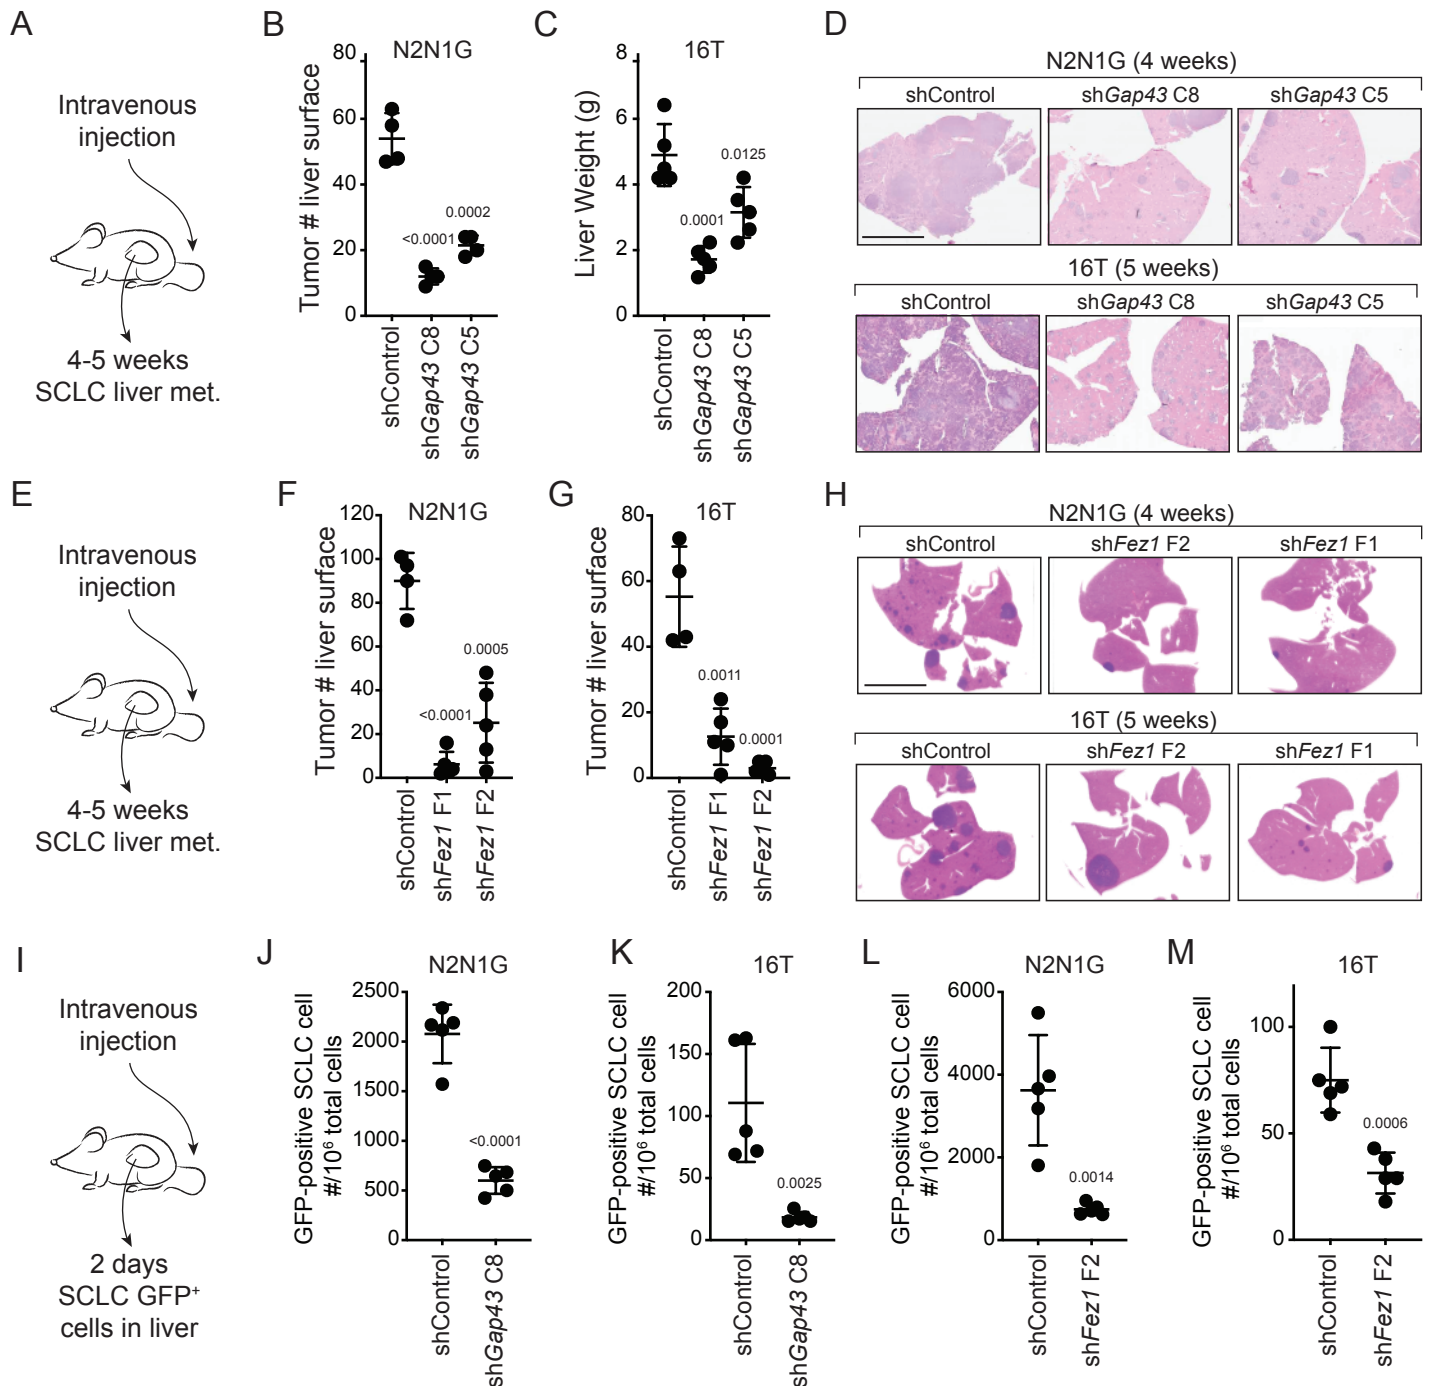 A
Intravenous
injection
4-5 weeks
SCLC liver met.
B
N2N1G
Tumor # liver surface
80
60
40
20
0
<0.0001
0.0002
shControl
shGap43 C8
shGap43 C5
C
16T
Liver Weight (g)
8
6
4
2
0
0.0001
0.0125
shControl
shGap43 C8
shGap43 C5
D
N2N1G (4 weeks)
shControl
shGap43 C8
shGap43 C5
16T (5 weeks)
shControl
shGap43 C8
shGap43 C5
E
Intravenous
injection
4-5 weeks
SCLC liver met.
F
N2N1G
Tumor # liver surface
120
100
80
60
40
20
0
<0.0001
0.0005
shControl
shFez1 F1
shFez1 F2
G
16T
Tumor # liver surface
80
60
40
20
0
0.0011
0.0001
shControl
shFez1 F1
shFez1 F2
H
N2N1G (4 weeks)
shControl
shFez1 F2
shFez1 F1
16T (5 weeks)
shControl
shFez1 F2
shFez1 F1
I
Intravenous
injection
2 days
SCLC GFP⁺
cells in liver
J
N2N1G
GFP-positive SCLC cell
#/10⁶ total cells
2500
2000
1500
1000
500
0
<0.0001
shControl
shGap43 C8
K
16T
GFP-positive SCLC cell
#/10⁶ total cells
200
150
100
50
0
0.0025
shControl
shGap43 C8
L
N2N1G
GFP-positive SCLC cell
#/10⁶ total cells
6000
4000
2000
0
0.0014
shControl
shFez1 F2
M
16T
GFP-positive SCLC cell
#/10⁶ total cells
100
50
0
0.0006
shControl
shFez1 F2